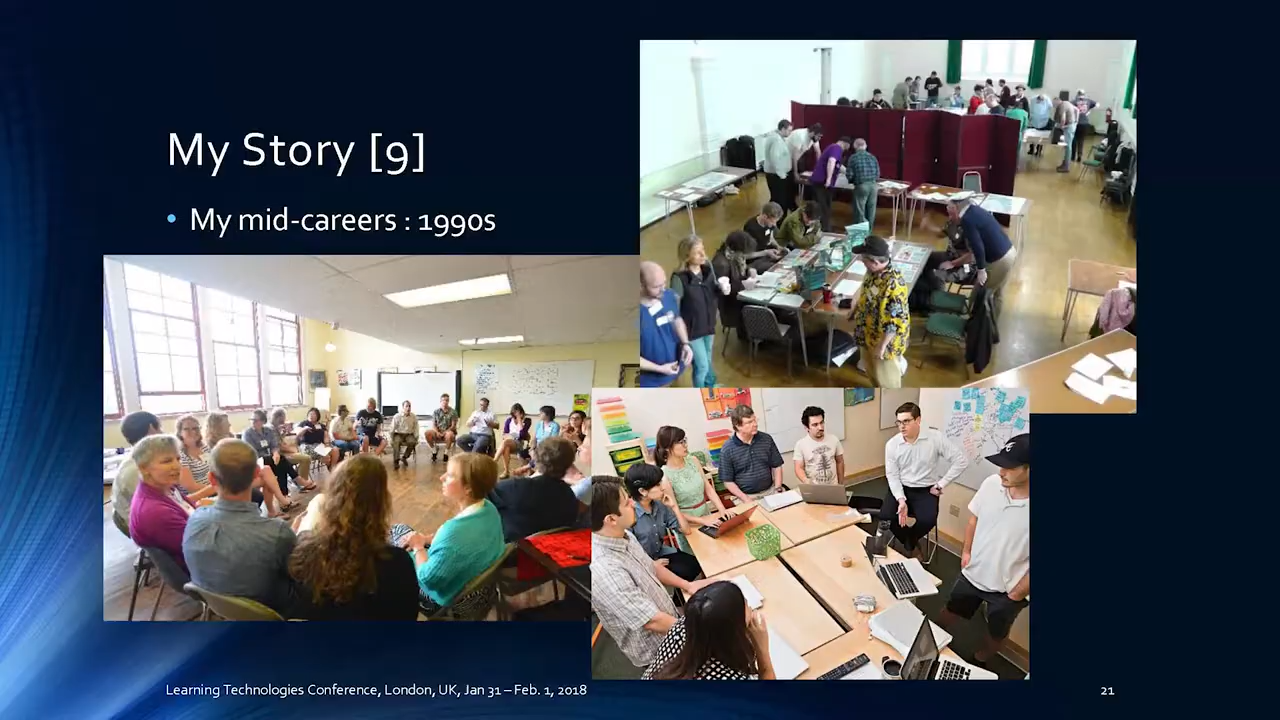 My Story [9]
• My mid-careers : 1990s
Learning Technologies Conference, London, UK, Jan 31 – Feb. 1, 2018
21